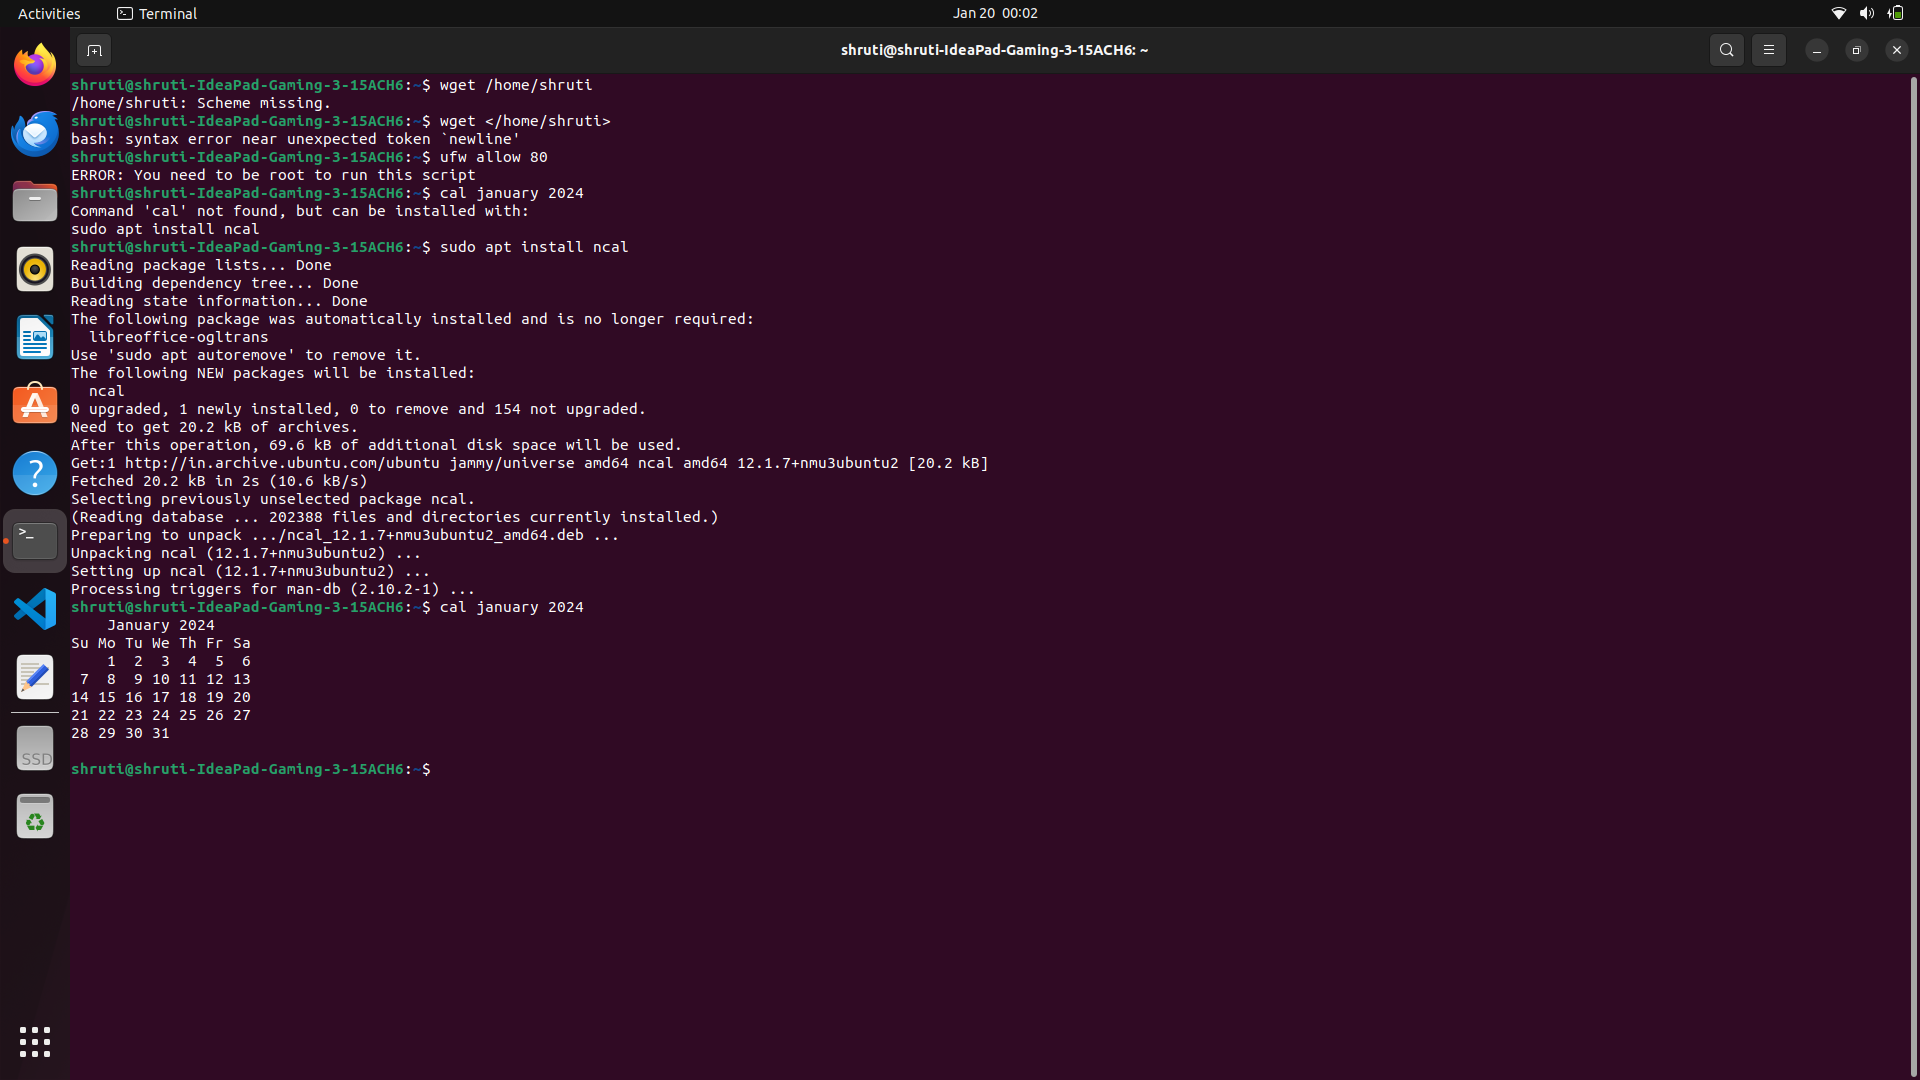 Activities
Terminal
Jan 20  00:02
shruti@shruti-IdeaPad-Gaming-3-15ACH6: ~
shruti@shruti-IdeaPad-Gaming-3-15ACH6:~$ wget /home/shruti
/home/shruti: Scheme missing.
shruti@shruti-IdeaPad-Gaming-3-15ACH6:~$ wget </home/shruti>
bash: syntax error near unexpected token `newline'
shruti@shruti-IdeaPad-Gaming-3-15ACH6:~$ ufw allow 80
ERROR: You need to be root to run this script
shruti@shruti-IdeaPad-Gaming-3-15ACH6:~$ cal january 2024
Command 'cal' not found, but can be installed with:
sudo apt install ncal
shruti@shruti-IdeaPad-Gaming-3-15ACH6:~$ sudo apt install ncal
Reading package lists... Done
Building dependency tree... Done
Reading state information... Done
The following package was automatically installed and is no longer required:
  libreoffice-ogltrans
Use 'sudo apt autoremove' to remove it.
The following NEW packages will be installed:
  ncal
0 upgraded, 1 newly installed, 0 to remove and 154 not upgraded.
Need to get 20.2 kB of archives.
After this operation, 69.6 kB of additional disk space will be used.
Get:1 http://in.archive.ubuntu.com/ubuntu jammy/universe amd64 ncal amd64 12.1.7+nmu3ubuntu2 [20.2 kB]
Fetched 20.2 kB in 2s (10.6 kB/s)
Selecting previously unselected package ncal.
(Reading database ... 202388 files and directories currently installed.)
Preparing to unpack .../ncal_12.1.7+nmu3ubuntu2_amd64.deb ...
Unpacking ncal (12.1.7+nmu3ubuntu2) ...
Setting up ncal (12.1.7+nmu3ubuntu2) ...
Processing triggers for man-db (2.10.2-1) ...
shruti@shruti-IdeaPad-Gaming-3-15ACH6:~$ cal january 2024
    January 2024
Su Mo Tu We Th Fr Sa
    1  2  3  4  5  6
 7  8  9 10 11 12 13
14 15 16 17 18 19 20
21 22 23 24 25 26 27
28 29 30 31
shruti@shruti-IdeaPad-Gaming-3-15ACH6:~$
SSD